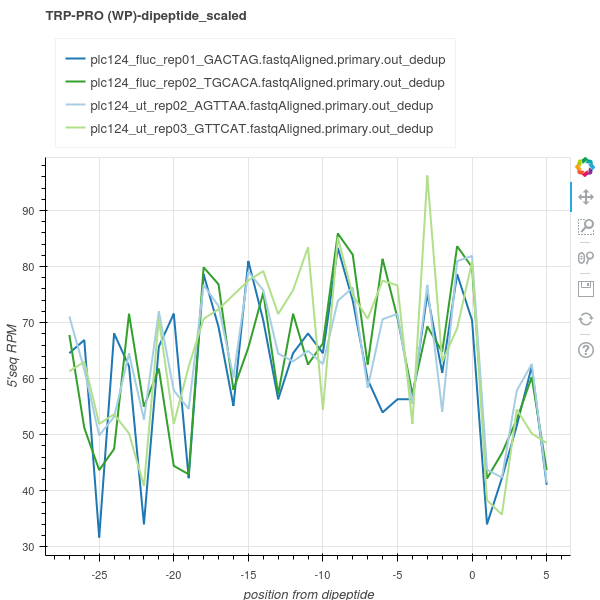 TRP-PRO (WP)-dipeptide_scaled
plc124_fluc_rep01_GACTAG.fastqAligned.primary.out_dedup
plc124_fluc_rep02_TGCACA.fastqAligned.primary.out_dedup
plc124_ut_rep02_AGTTAA.fastqAligned.primary.out_dedup
plc124_ut_rep03_GTTCAT.fastqAligned.primary.out_dedup
90
80
70
60
50
40
30
5'seq RPM
-25 -20 -15 -10 -5 0 5
position from dipeptide